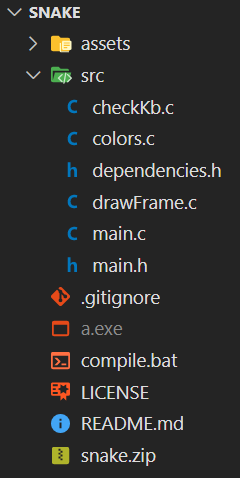 SNAKE
assets
src
checkKb.c
colors.c
dependencies.h
drawFrame.c
main.c
main.h
.gitignore
a.exe
compile.bat
LICENSE
README.md
snake.zip